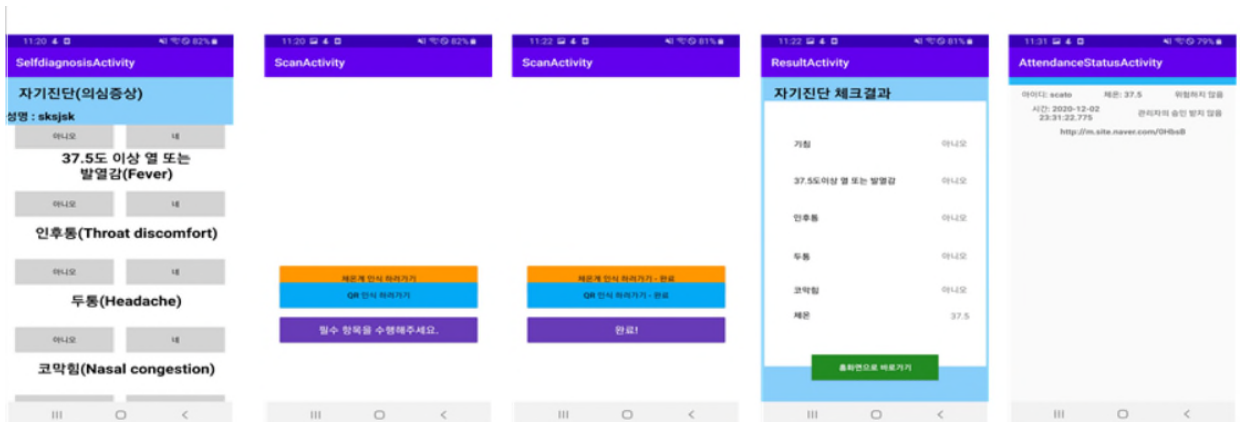 11:20
82%
SelfdiagnosisActivity
자기진단(의심증상)
성명 : sksjsk
아니오 네
37.5도 이상 열 또는
발열감(Fever)
아니오 네
인후통(Throat discomfort)
아니오 네
두통(Headache)
아니오 네
코막힘(Nasal congestion)
11:20
82%
ScanActivity
체온계 인식 하러가기
QR 인식 하러가기
필수 항목을 수행해주세요.
11:22
81%
ScanActivity
체온계 인식 하러가기 - 완료
QR 인식 하러가기 - 완료
완료!
11:22
81%
ResultActivity
자기진단 체크결과
기침 아니오
37.5도이상 열 또는 발열감 아니오
인후통 아니오
두통 아니오
코막힘 아니오
체온 37.5
홈화면으로 바로가기
11:31
79%
AttendanceStatusActivity
아이디: scato 체온: 37.5 위험하지 않음
시간: 2020-12-02
23:31:22.775
관리자의 승인 받지 않음
http://m.site.naver.com/0HbsB